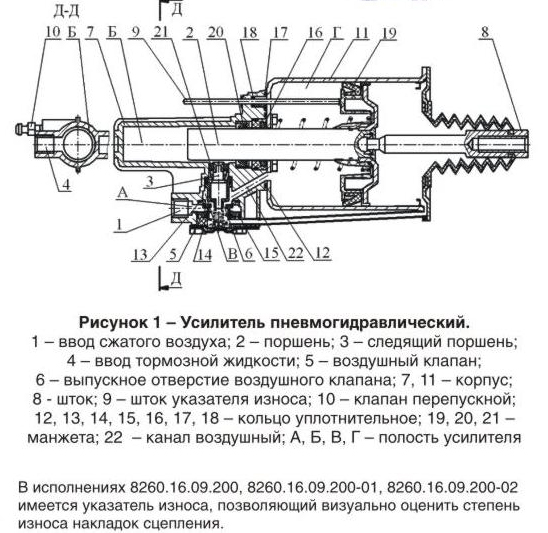 Д-Д
Д
10 Б 7 Б 9 21 2 20 18 17 16 Г 11 19 8
4
3
А
1
13 5 14 В 6 15 22 12
Д
Рисунок 1 – Усилитель пневмогидравлический.
1 – ввод сжатого воздуха; 2 – поршень; 3 – следящий поршень;
4 – ввод тормозной жидкости; 5 – воздушный клапан;
6 – выпускное отверстие воздушного клапана; 7, 11 – корпус;
8 - шток; 9 – шток указателя износа; 10 – клапан перепускной;
12, 13, 14, 15, 16, 17, 18 – кольцо уплотнительное; 19, 20, 21 –
манжета; 22 – канал воздушный; А, Б, В, Г – полость усилителя
В исполнениях 8260.16.09.200, 8260.16.09.200-01, 8260.16.09.200-02
имеется указатель износа, позволяющий визуально оценить степень
износа накладок сцепления.